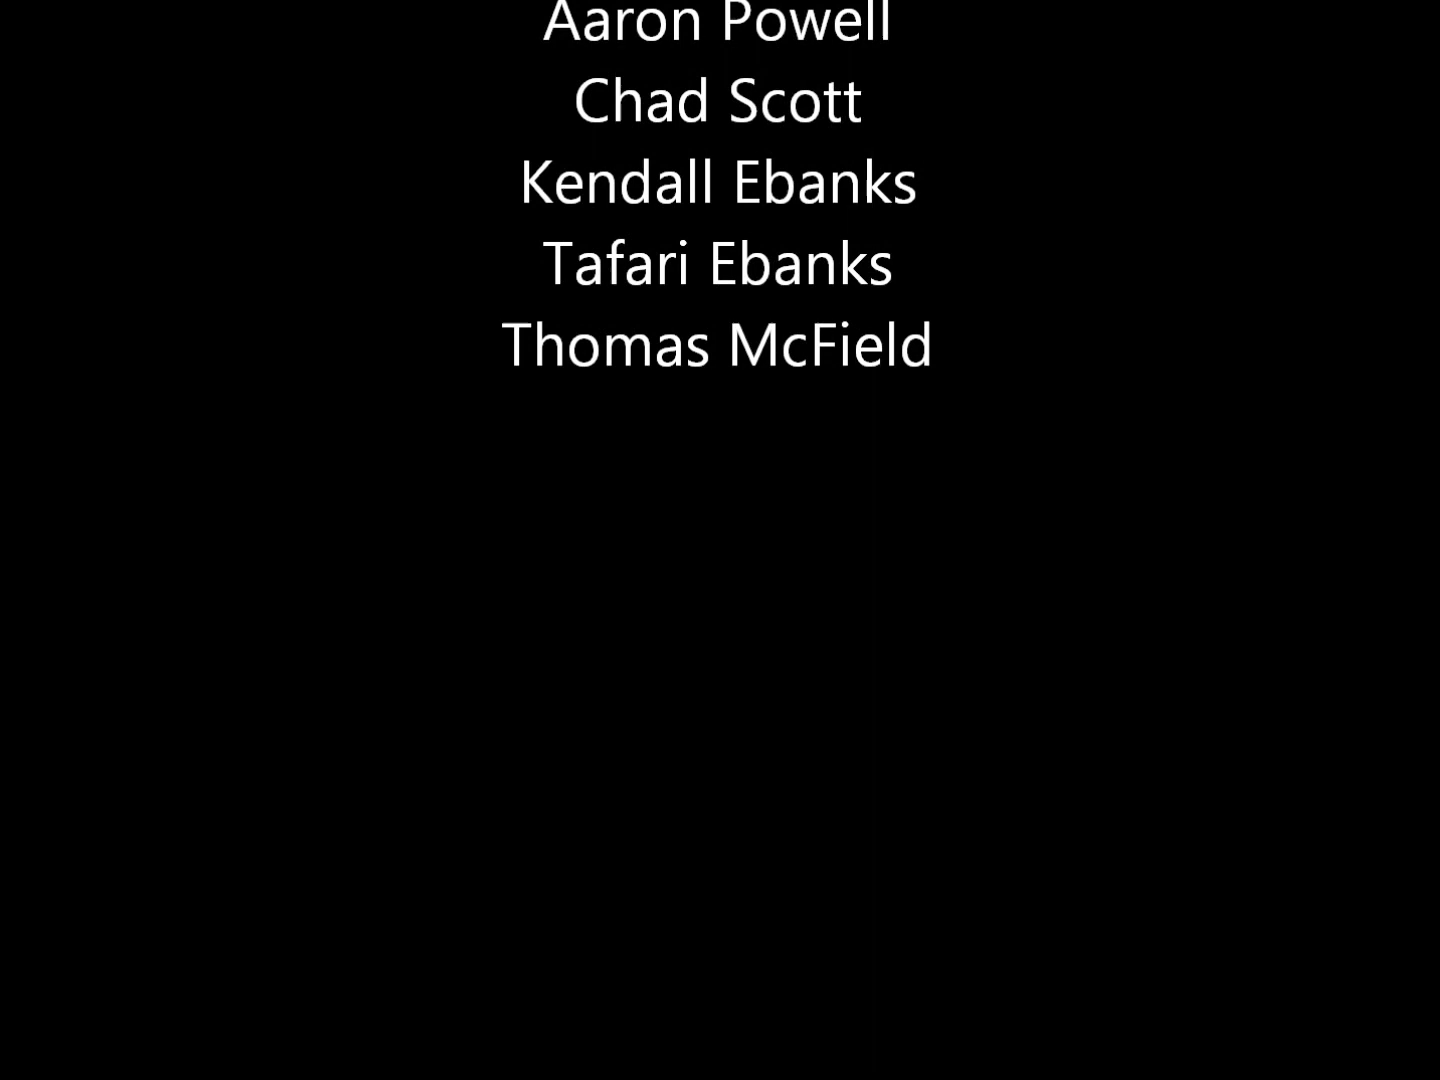 Aaron Powell
Chad Scott
Kendall Ebanks
Tafari Ebanks
Thomas McField